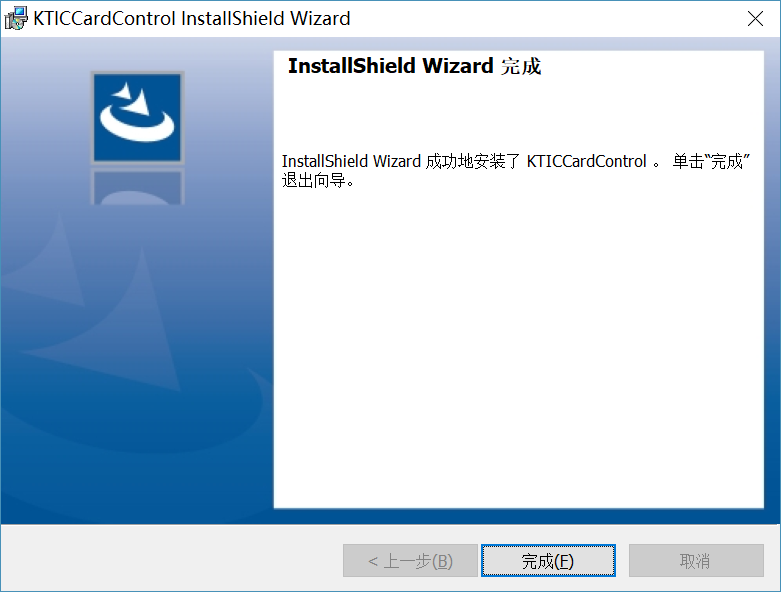 KTICCardControl InstallShield Wizard
InstallShield Wizard 完成
InstallShield Wizard 成功地安装了 KTICCardControl 。 单击“完成”
退出向导。
< 上一步(B)
完成(F)
取消